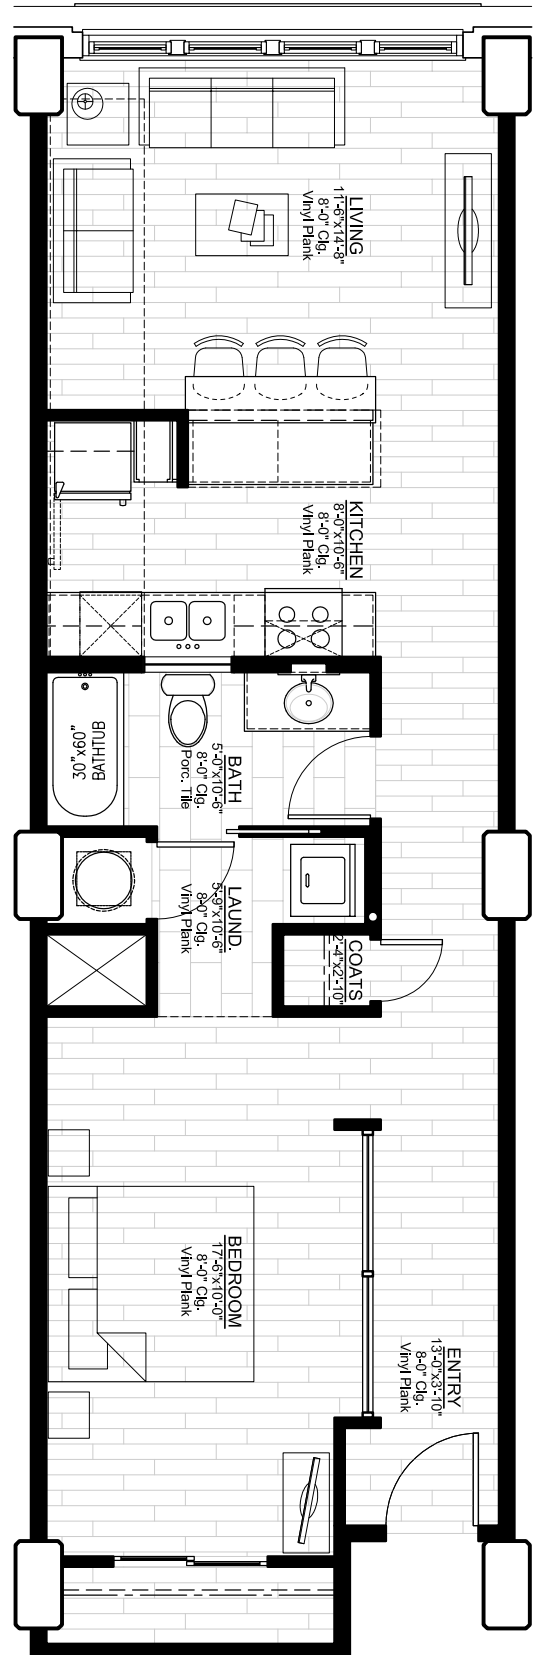 LIVING
11'-6"x14'-8"
8'-0" Clg.
Vinyl Plank
KITCHEN
8'-0"x10'-6"
8'-0" Clg.
Vinyl Plank
BATHTUB
30"x60"
BATH
5'-0"x10'-6"
8'-0" Clg.
Porc. Tile
LAUND.
5'-9"x10'-6"
8'-0" Clg.
Vinyl Plank
COATS
2'-4"x2'-10"
BEDROOM
17'-6"x10'-0"
8'-0" Clg.
Vinyl Plank
ENTRY
13'-0"x3'-10"
8'-0" Clg.
Vinyl Plank